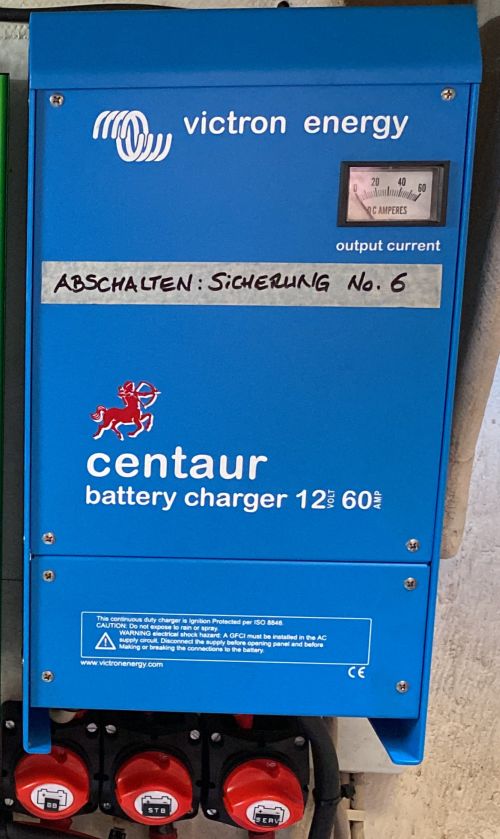 victron energy
0 20 40 60
DC AMPERES
output current
ABSCHALTEN: SICHERUNG No. 6
centaur
battery charger 12 VOLT 60 AMP
This continuous duty charger is Ignition Protected per ISO 8846.
CAUTION: Do not expose to rain or spray.
WARNING electrical shock hazard: A GFCI must be installed in the AC
supply circuit. Disconnect the supply before opening panel and before
Making or breaking the connections to the battery.
www.victronenergy.com
CE
BB STB SERV